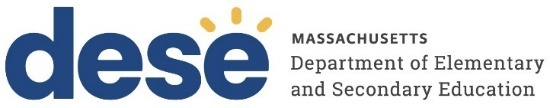 dese
MASSACHUSETTS
Department of Elementary
and Secondary Education